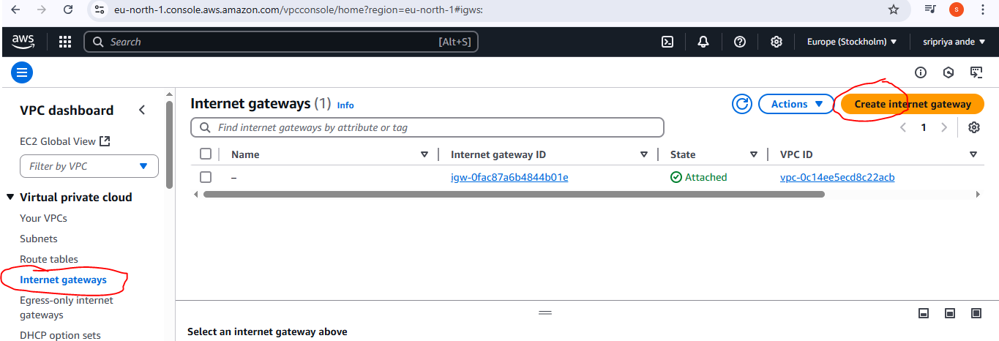 eu-north-1.console.aws.amazon.com/vpcconsole/home?region=eu-north-1#igws:
S
aws
Search
[Alt+S]
Europe (Stockholm)
sripriya ande
VPC dashboard
EC2 Global View
Filter by VPC
Virtual private cloud
Your VPCs
Subnets
Route tables
Internet gateways
Egress-only internet
gateways
DHCP option sets
Internet gateways (1) Info
Actions
Create internet gateway
Find internet gateways by attribute or tag
1
Name
Internet gateway ID
State
VPC ID
–
igw-0fac87a6b4844b01e
Attached
vpc-0c14ee5ecd8c22acb
Select an internet gateway above